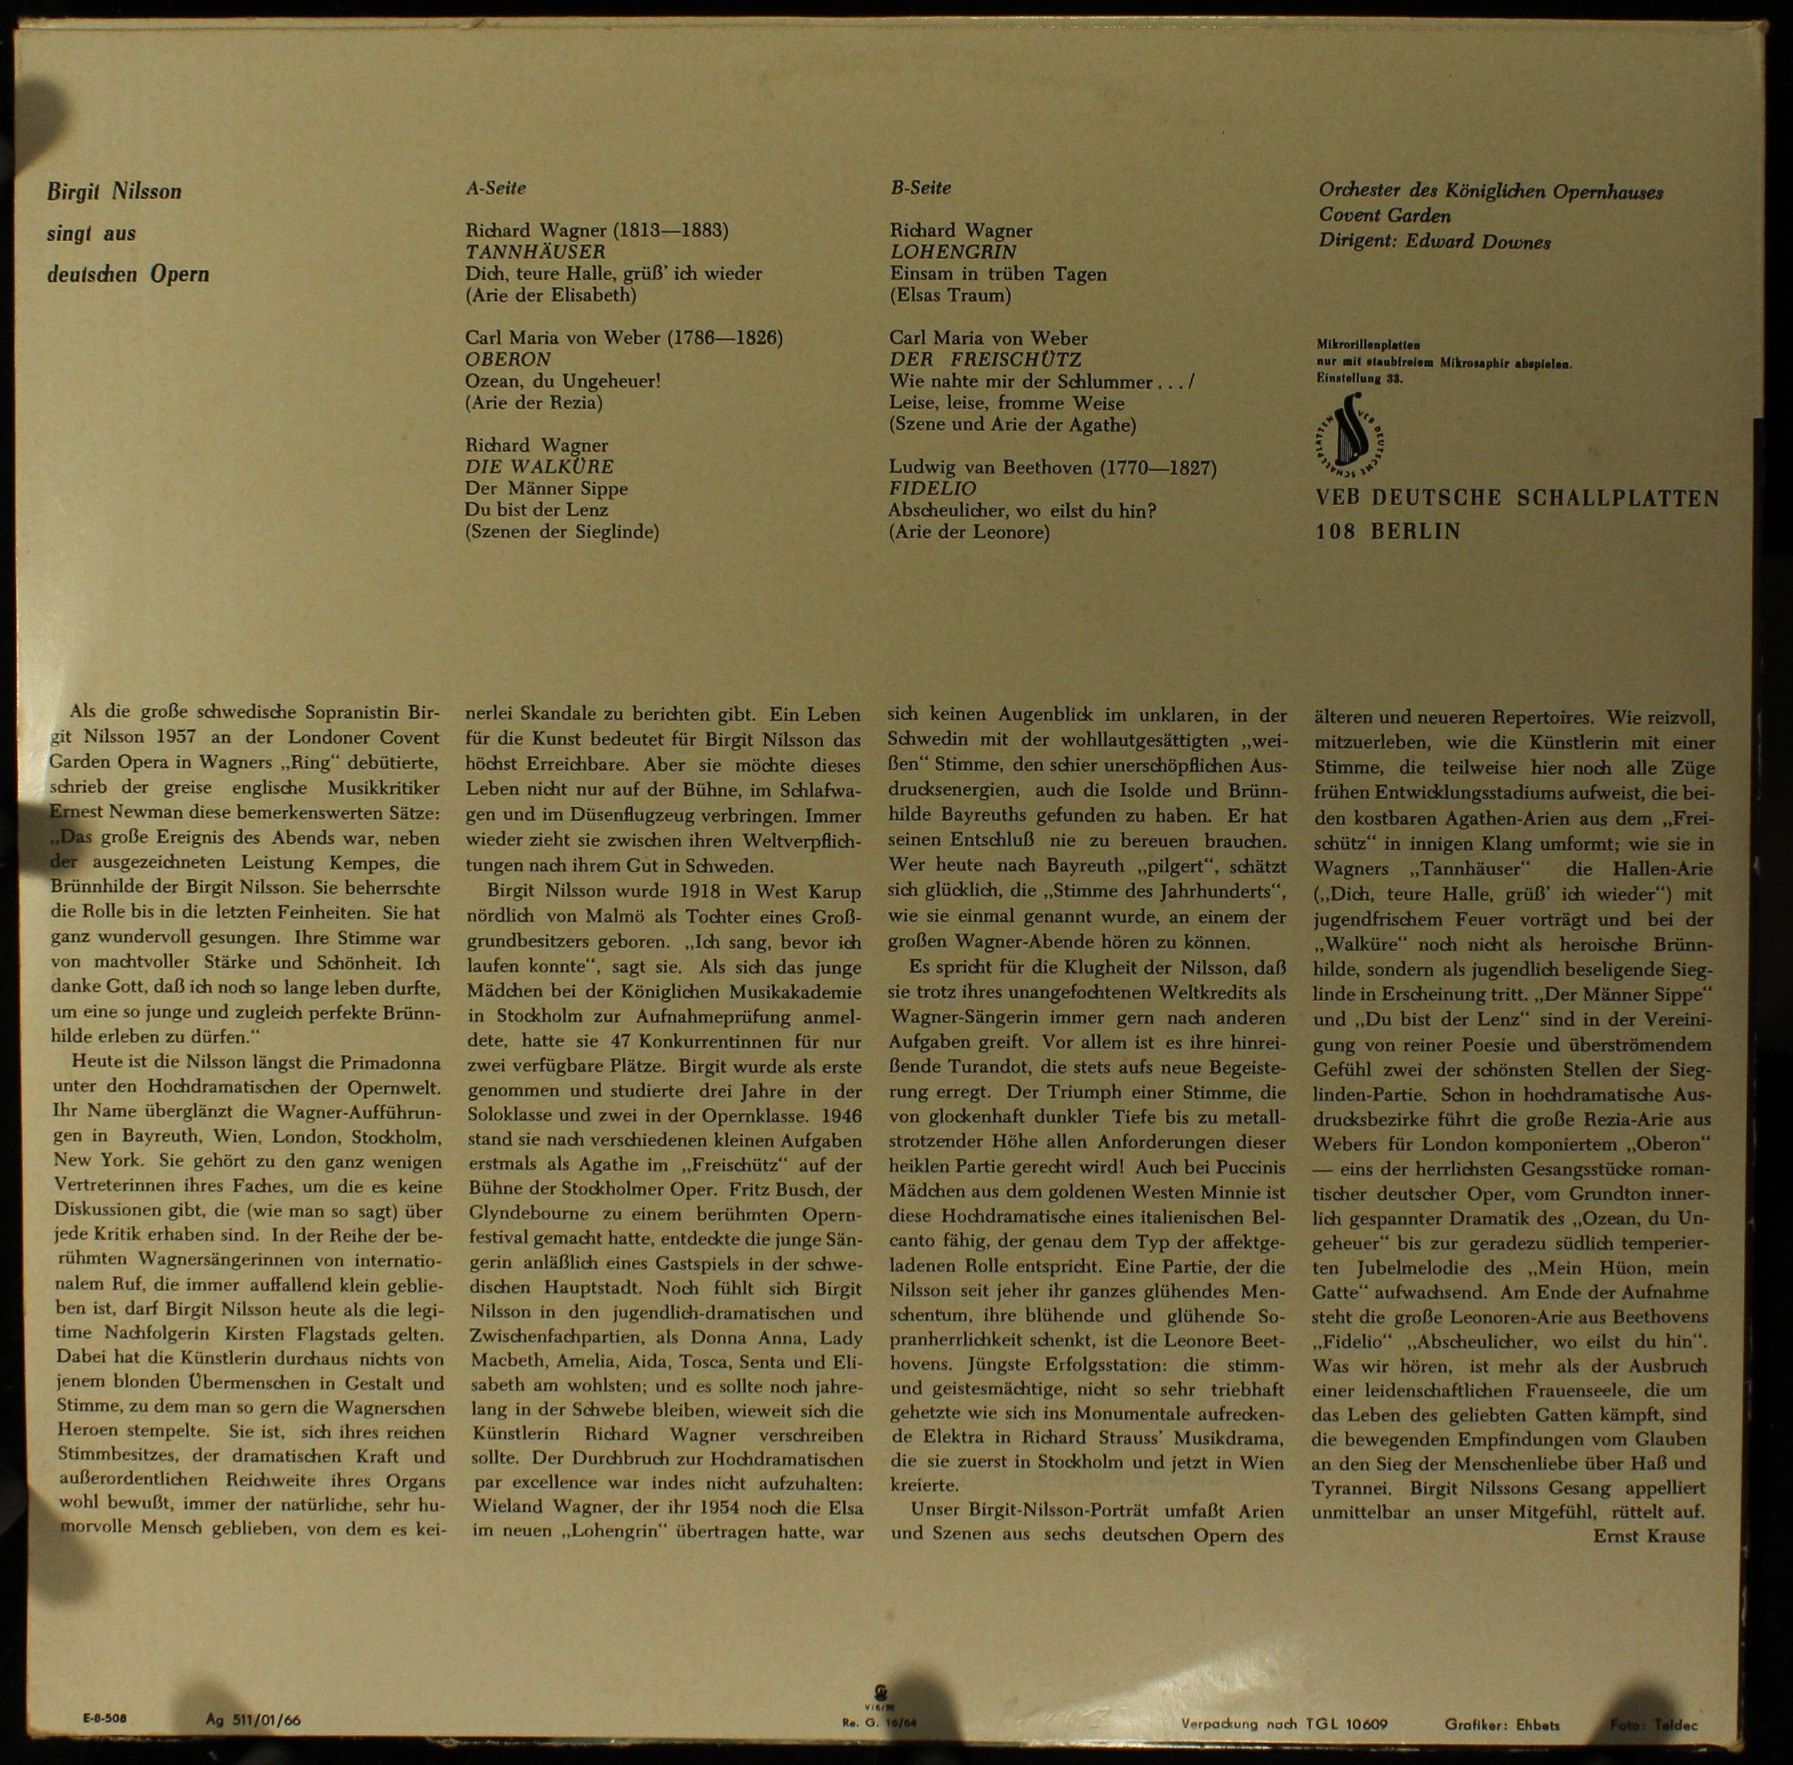 Birgit Nilsson
singt aus
deutschen Opern
A-Seite
Richard Wagner (1813—1883)
TANNHÄUSER
Dich, teure Halle, grüß' ich wieder
(Arie der Elisabeth)
Carl Maria von Weber (1786—1826)
OBERON
Ozean, du Ungeheuer!
(Arie der Rezia)
Richard Wagner
DIE WALKÜRE
Der Männer Sippe
Du bist der Lenz
(Szenen der Sieglinde)
B-Seite
Richard Wagner
LOHENGRIN
Einsam in trüben Tagen
(Elsas Traum)
Carl Maria von Weber
DER FREISCHÜTZ
Wie nahte mir der Schlummer . . . /
Leise, leise, fromme Weise
(Szene und Arie der Agathe)
Ludwig van Beethoven (1770—1827)
FIDELIO
Abscheulicher, wo eilst du hin?
(Arie der Leonore)
Orchester des Königlichen Opernhauses
Covent Garden
Dirigent: Edward Downes
Mikrorillenplatten
nur mit staubfreiem Mikrosaphir abspielen.
Einstellung 33.
VEB DEUTSCHE SCHALLPLATTEN
VEB DEUTSCHE SCHALLPLATTEN
108 BERLIN
Als die große schwedische Sopranistin Bir-
git Nilsson 1957 an der Londoner Covent
Garden Opera in Wagners „Ring“ debütierte,
schrieb der greise englische Musikkritiker
Ernest Newman diese bemerkenswerten Sätze:
„Das große Ereignis des Abends war, neben
der ausgezeichneten Leistung Kempes, die
Brünnhilde der Birgit Nilsson. Sie beherrschte
die Rolle bis in die letzten Feinheiten. Sie hat
ganz wundervoll gesungen. Ihre Stimme war
von machtvoller Stärke und Schönheit. Ich
danke Gott, daß ich noch so lange leben durfte,
um eine so junge und zugleich perfekte Brünn-
hilde erleben zu dürfen.“
Heute ist die Nilsson längst die Primadonna
unter den Hochdramatischen der Opernwelt.
Ihr Name überglänzt die Wagner-Aufführun-
gen in Bayreuth, Wien, London, Stockholm,
New York. Sie gehört zu den ganz wenigen
Vertreterinnen ihres Faches, um die es keine
Diskussionen gibt, die (wie man so sagt) über
jede Kritik erhaben sind. In der Reihe der be-
rühmten Wagnersängerinnen von internatio-
nalem Ruf, die immer auffallend klein geblie-
ben ist, darf Birgit Nilsson heute als die legi-
time Nachfolgerin Kirsten Flagstads gelten.
Dabei hat die Künstlerin durchaus nichts von
jenem blonden Übermenschen in Gestalt und
Stimme, zu dem man so gern die Wagnerschen
Heroen stempelte. Sie ist, sich ihres reichen
Stimmbesitzes, der dramatischen Kraft und
außerordentlichen Reichweite ihres Organs
wohl bewußt, immer der natürliche, sehr hu-
morvolle Mensch geblieben, von dem es kei-
nerlei Skandale zu berichten gibt. Ein Leben
für die Kunst bedeutet für Birgit Nilsson das
höchst Erreichbare. Aber sie möchte dieses
Leben nicht nur auf der Bühne, im Schlafwa-
gen und im Düsenflugzeug verbringen. Immer
wieder zieht sie zwischen ihren Weltverpflich-
tungen nach ihrem Gut in Schweden.
Birgit Nilsson wurde 1918 in West Karup
nördlich von Malmö als Tochter eines Groß-
grundbesitzers geboren. „Ich sang, bevor ich
laufen konnte“, sagt sie. Als sich das junge
Mädchen bei der Königlichen Musikakademie
in Stockholm zur Aufnahmeprüfung anmel-
dete, hatte sie 47 Konkurrentinnen für nur
zwei verfügbare Plätze. Birgit wurde als erste
genommen und studierte drei Jahre in der
Soloklasse und zwei in der Opernklasse. 1946
stand sie nach verschiedenen kleinen Aufgaben
erstmals als Agathe im „Freischütz“ auf der
Bühne der Stockholmer Oper. Fritz Busch, der
Glyndebourne zu einem berühmten Opern-
festival gemacht hatte, entdeckte die junge Sän-
gerin anläßlich eines Gastspiels in der schwe-
dischen Hauptstadt. Noch fühlt sich Birgit
Nilsson in den jugendlich-dramatischen und
Zwischenfachpartien, als Donna Anna, Lady
Macbeth, Amelia, Aida, Tosca, Senta und Eli-
sabeth am wohlsten; und es sollte noch jahre-
lang in der Schwebe bleiben, wieweit sich die
Künstlerin Richard Wagner verschreiben
sollte. Der Durchbruch zur Hochdramatischen
par excellence war indes nicht aufzuhalten:
Wieland Wagner, der ihr 1954 noch die Elsa
im neuen „Lohengrin“ übertragen hatte, war
sich keinen Augenblick im unklaren, in der
Schwedin mit der wohllautgesättigten „wei-
ßen“ Stimme, den schier unerschöpflichen Aus-
drucksenergien, auch die Isolde und Brünn-
hilde Bayreuths gefunden zu haben. Er hat
seinen Entschluß nie zu bereuen brauchen.
Wer heute nach Bayreuth „pilgert“, schätzt
sich glücklich, die „Stimme des Jahrhunderts“,
wie sie einmal genannt wurde, an einem der
großen Wagner-Abende hören zu können.
Es spricht für die Klugheit der Nilsson, daß
sie trotz ihres unangefochtenen Weltkredits als
Wagner-Sängerin immer gern nach anderen
Aufgaben greift. Vor allem ist es ihre hinrei-
ßende Turandot, die stets aufs neue Begeiste-
rung erregt. Der Triumph einer Stimme, die
von glockenhaft dunkler Tiefe bis zu metall-
strotzender Höhe allen Anforderungen dieser
heiklen Partie gerecht wird! Auch bei Puccinis
Mädchen aus dem goldenen Westen Minnie ist
diese Hochdramatische eines italienischen Bel-
canto fähig, der genau dem Typ der affektge-
ladenen Rolle entspricht. Eine Partie, der die
Nilsson seit jeher ihr ganzes glühendes Men-
schentum, ihre blühende und glühende So-
pranherrlichkeit schenkt, ist die Leonore Beet-
hovens. Jüngste Erfolgsstation: die stimm-
und geistesmächtige, nicht so sehr triebhaft
gehetzte wie sich ins Monumentale aufrecken-
de Elektra in Richard Strauss' Musikdrama,
die sie zuerst in Stockholm und jetzt in Wien
kreierte.
Unser Birgit-Nilsson-Porträt umfaßt Arien
und Szenen aus sechs deutschen Opern des
älteren und neueren Repertoires. Wie reizvoll,
mitzuerleben, wie die Künstlerin mit einer
Stimme, die teilweise hier noch alle Züge
frühen Entwicklungsstadiums aufweist, die bei-
den kostbaren Agathen-Arien aus dem „Frei-
schütz“ in innigen Klang umformt; wie sie in
Wagners „Tannhäuser“ die Hallen-Arie
(„Dich, teure Halle, grüß' ich wieder“) mit
jugendfrischem Feuer vorträgt und bei der
„Walküre“ noch nicht als heroische Brünn-
hilde, sondern als jugendlich beseligende Sieg-
linde in Erscheinung tritt. „Der Männer Sippe“
und „Du bist der Lenz“ sind in der Vereini-
gung von reiner Poesie und überströmendem
Gefühl zwei der schönsten Stellen der Sieg-
linden-Partie. Schon in hochdramatische Aus-
drucksbezirke führt die große Rezia-Arie aus
Webers für London komponiertem „Oberon“
— eins der herrlichsten Gesangsstücke roman-
tischer deutscher Oper, vom Grundton inner-
lich gespannter Dramatik des „Ozean, du Un-
geheuer“ bis zur geradezu südlich temperier-
ten Jubelmelodie des „Mein Hüon, mein
Gatte“ aufwachsend. Am Ende der Aufnahme
steht die große Leonoren-Arie aus Beethovens
„Fidelio“ „Abscheulicher, wo eilst du hin“.
Was wir hören, ist mehr als der Ausbruch
einer leidenschaftlichen Frauenseele, die um
das Leben des geliebten Gatten kämpft, sind
die bewegenden Empfindungen vom Glauben
an den Sieg der Menschenliebe über Haß und
Tyrannei. Birgit Nilssons Gesang appelliert
unmittelbar an unser Mitgefühl, rüttelt auf.
Ernst Krause
E-8-508
Ag 511/01/66
Re. G. 16/64
Verpackung nach TGL 10609
Grafiker: Ehbets
Foto: Teldec